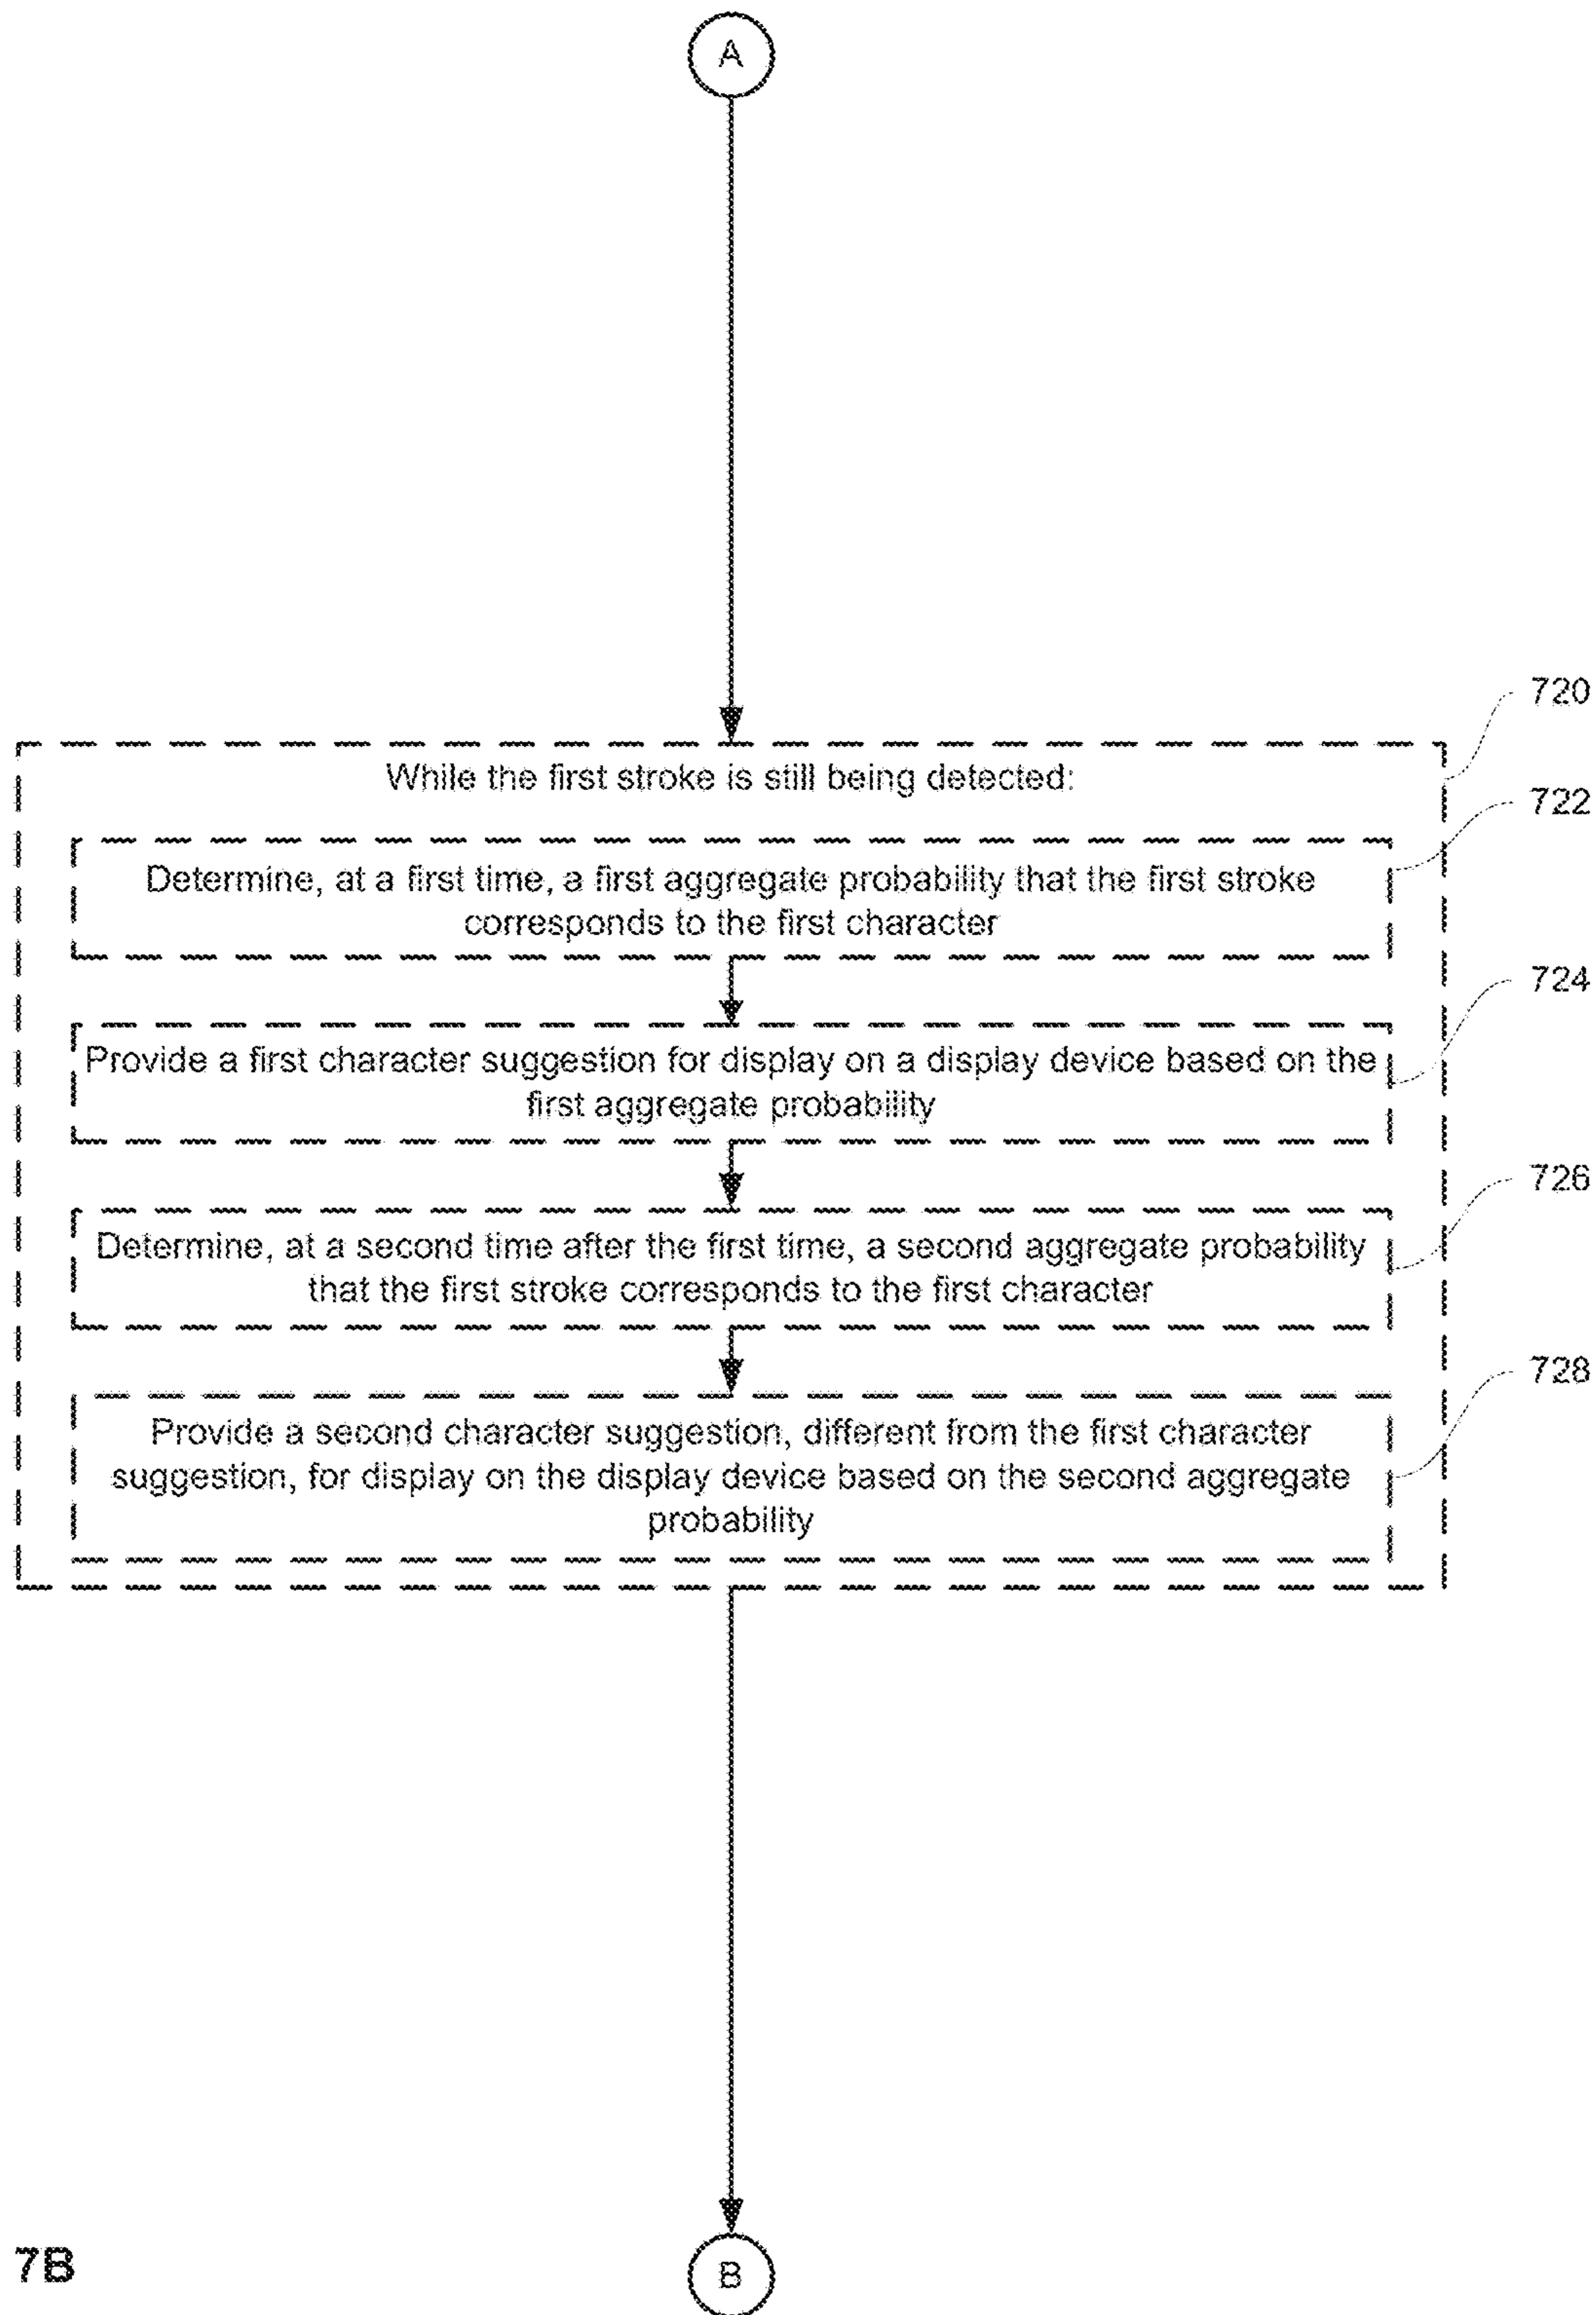 A
720
While the first stroke is still being detected:
722
Determine, at a first time, a first aggregate probability that the first stroke
corresponds to the first character
724
Provide a first character suggestion for display on a display device based on the
first aggregate probability
726
Determine, at a second time after the first time, a second aggregate probability
that the first stroke corresponds to the first character
728
Provide a second character suggestion, different from the first character
suggestion, for display on the display device based on the second aggregate
probability
7B
B